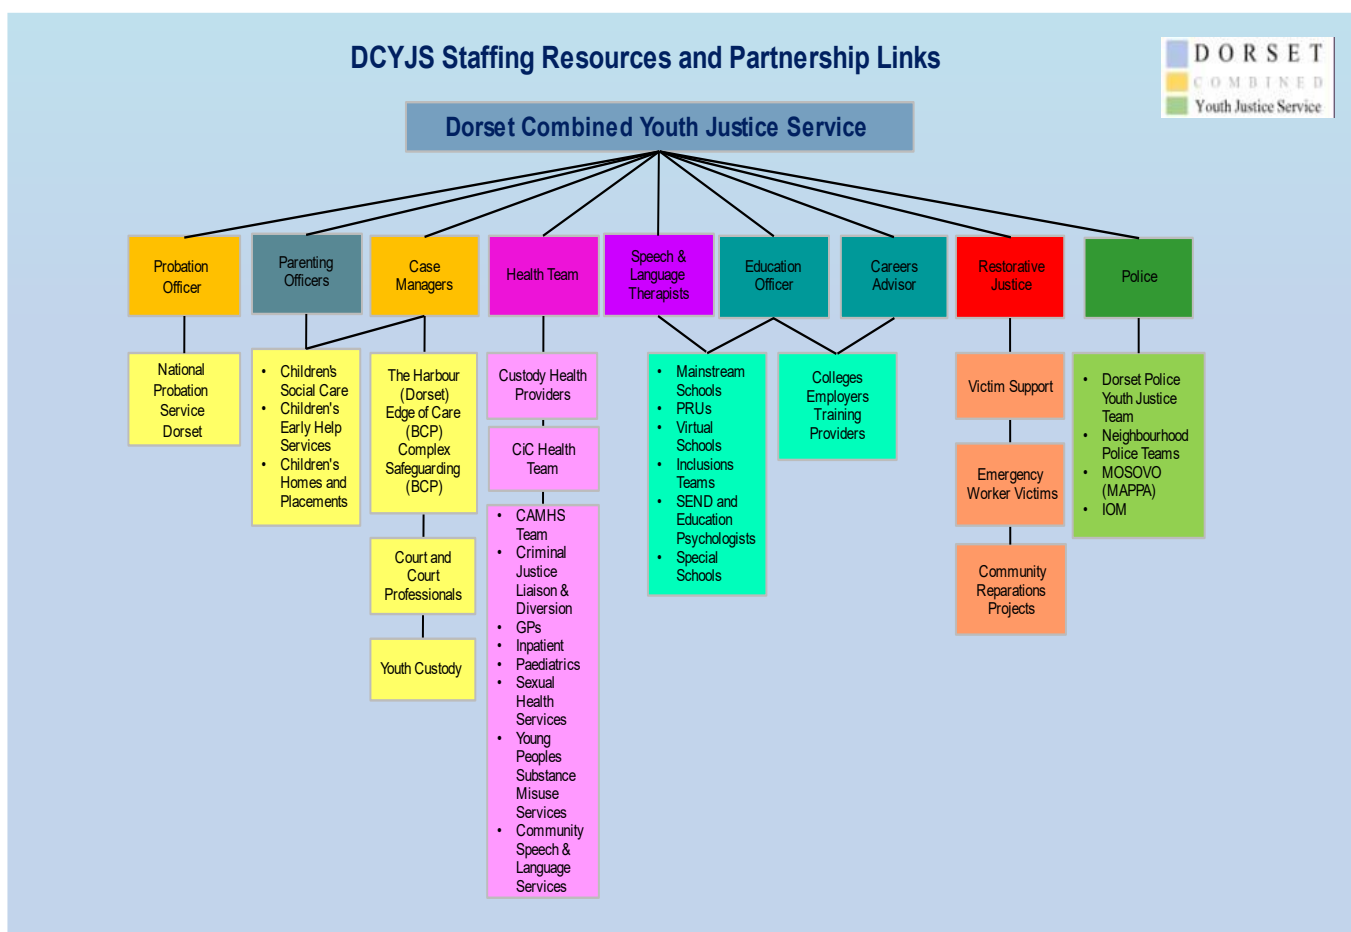 DCYJS Staffing Resources and Partnership Links
DORSET
COMBINED
Youth Justice Service
Dorset Combined Youth Justice Service
Probation
Officer
Parenting
Officers
Case
Managers
Health Team
Speech &
Language
Therapists
Education
Officer
Careers
Advisor
Restorative
Justice
Police
National
Probation
Service
Dorset
• Children's
Social Care
• Children's
Early Help
Services
• Children's
Homes and
Placements
The Harbour
(Dorset)
Edge of Care
(BCP)
Complex
Safeguarding
(BCP)
Court and
Court
Professionals
Youth Custody
Custody Health
Providers
CiC Health
Team
• CAMHS
Team
• Criminal
Justice
Liaison &
Diversion
• GPs
• Inpatient
• Paediatrics
• Sexual
Health
Services
• Young
Peoples
Substance
Misuse
Services
• Community
Speech &
Language
Services
• Mainstream
Schools
• PRUs
• Virtual
Schools
• Inclusions
Teams
• SEND and
Education
Psychologists
• Special
Schools
Colleges
Employers
Training
Providers
Victim Support
Emergency
Worker Victims
Community
Reparations
Projects
• Dorset Police
Youth Justice
Team
• Neighbourhood
Police Teams
• MOSOVO
(MAPPA)
• IOM